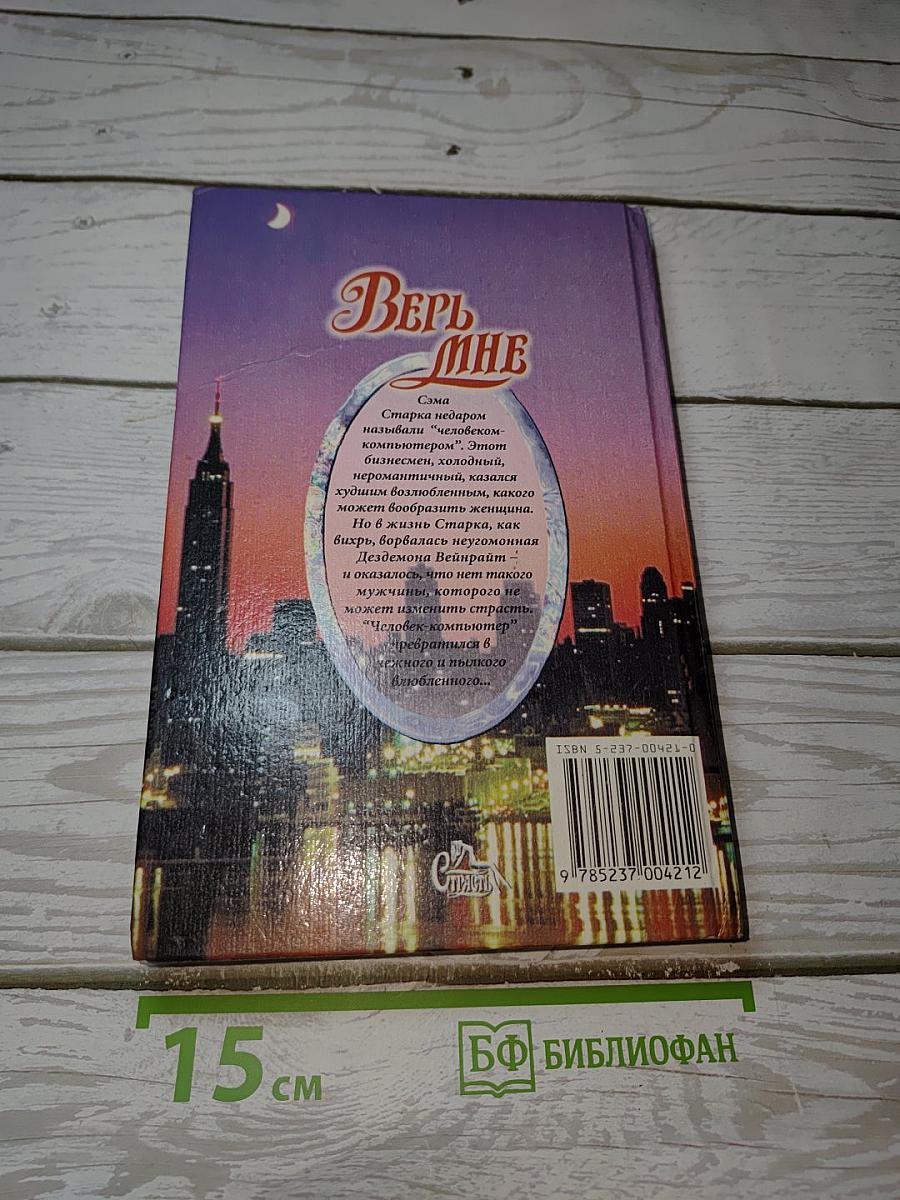 Верь
мне
Сэма
Старка недаром
называли “человеком-
компьютером”. Этот
бизнесмен, холодный,
неромантичный, казался
худшим возлюбленным, какого
может вообразить женщина.
Но в жизнь Старка, как
вихрь, ворвалась неугомонная
Дездемона Вейнрайт –
и оказалось, что нет такого
мужчины, которого не
может изменить страсть.
“Человек-компьютер”
превратился в
нежного и пылкого
влюбленного...
ISBN 5-237-00421-0
9 785237 004212
Страсть
15 см
БФ БИБЛИОФАН